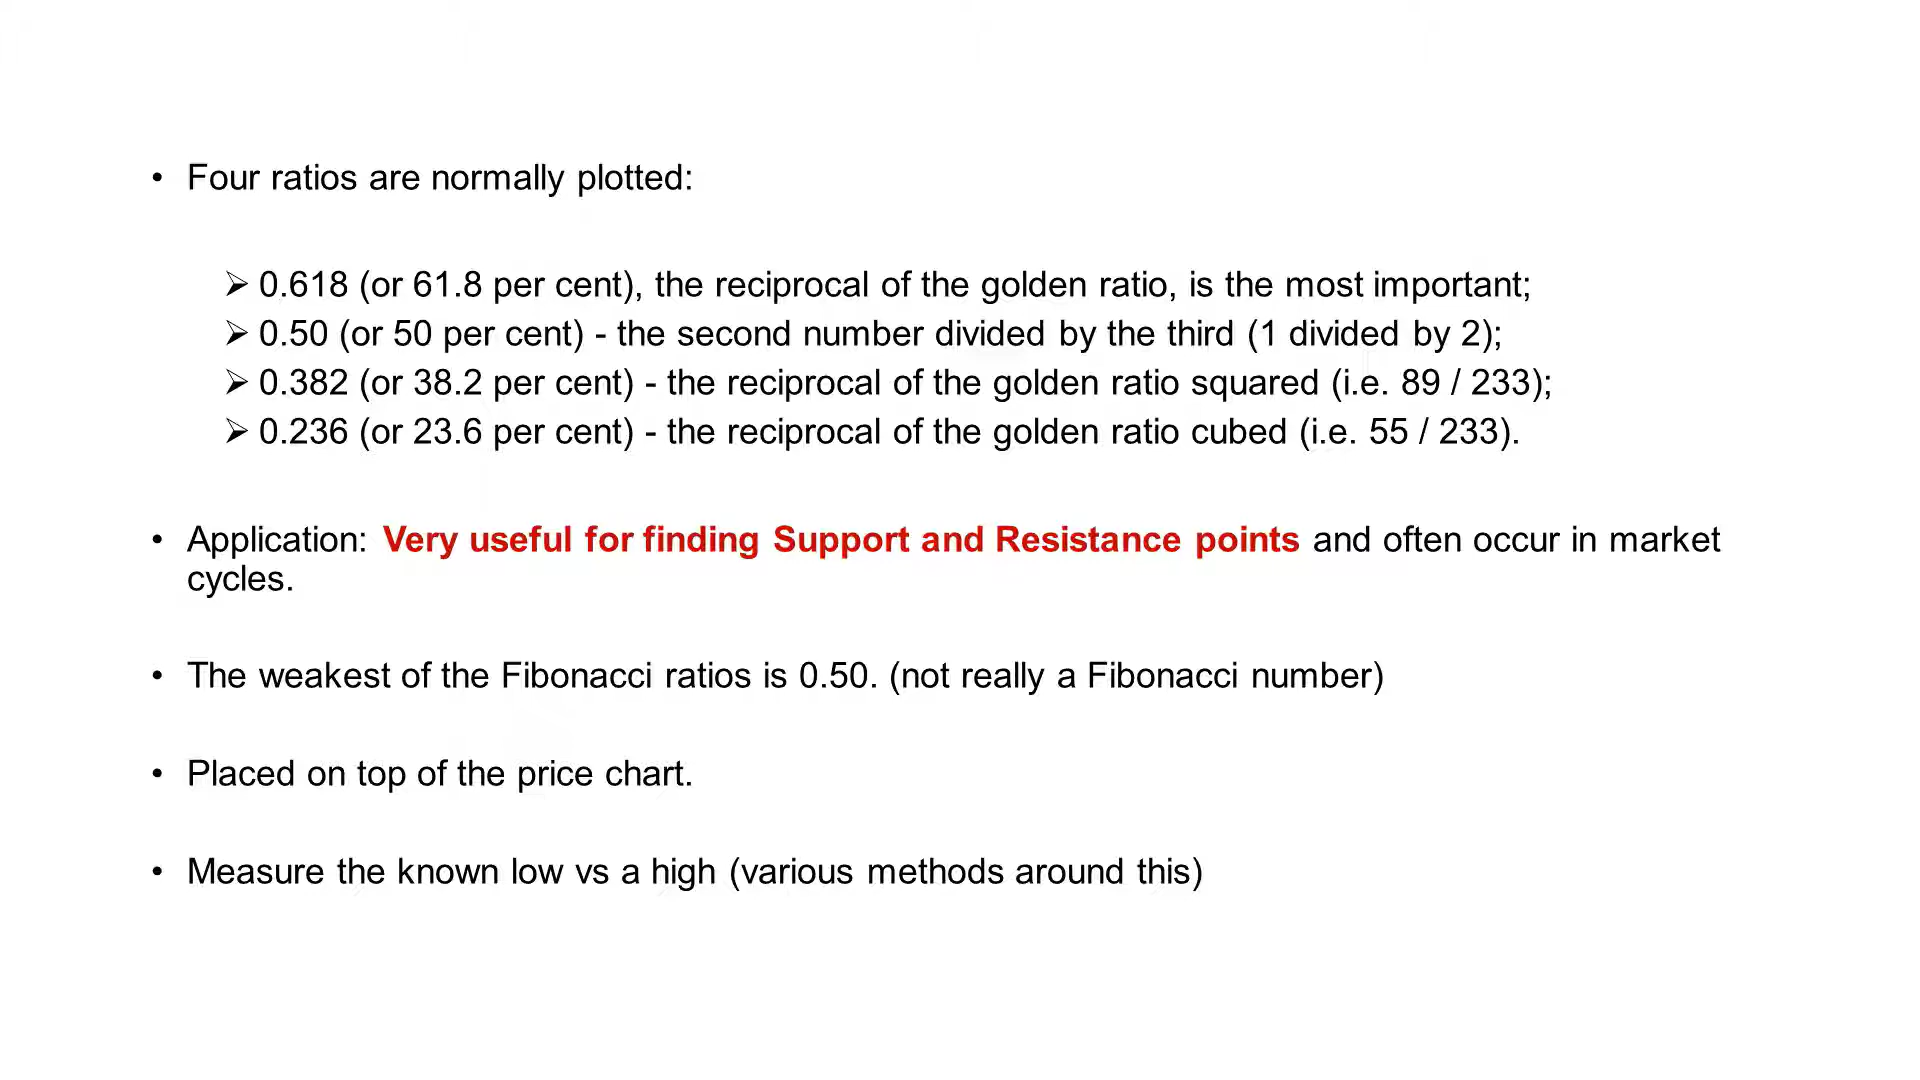 • Four ratios are normally plotted:
➢ 0.618 (or 61.8 per cent), the reciprocal of the golden ratio, is the most important;
➢ 0.50 (or 50 per cent) - the second number divided by the third (1 divided by 2);
➢ 0.382 (or 38.2 per cent) - the reciprocal of the golden ratio squared (i.e. 89 / 233);
➢ 0.236 (or 23.6 per cent) - the reciprocal of the golden ratio cubed (i.e. 55 / 233).
• Application: Very useful for finding Support and Resistance points and often occur in market
cycles.
• The weakest of the Fibonacci ratios is 0.50. (not really a Fibonacci number)
• Placed on top of the price chart.
• Measure the known low vs a high (various methods around this)